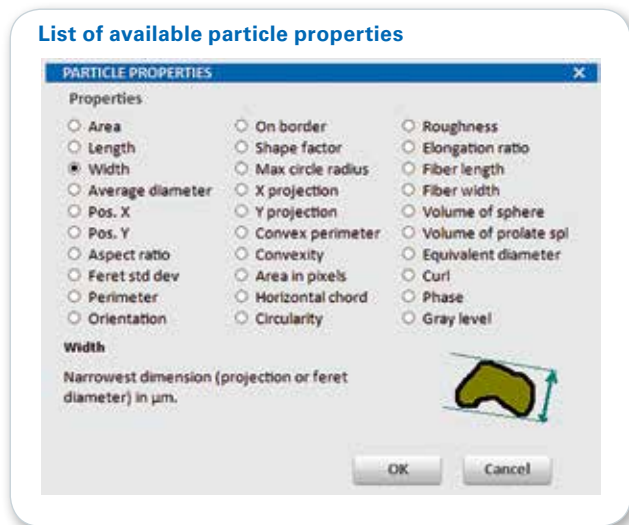 List of available particle properties
PARTICLE PROPERTIES
Properties
Area
Length
Width
Average diameter
Pos. X
Pos. Y
Aspect ratio
Feret std dev
Perimeter
Orientation
On border
Shape factor
Max circle radius
X projection
Y projection
Convex perimeter
Convexity
Area in pixels
Horizontal chord
Circularity
Roughness
Elongation ratio
Fiber length
Fiber width
Volume of sphere
Volume of prolate spl
Equivalent diameter
Curl
Phase
Gray level
Width
Narrowest dimension (projection or feret
diameter) in µm.
OK
Cancel